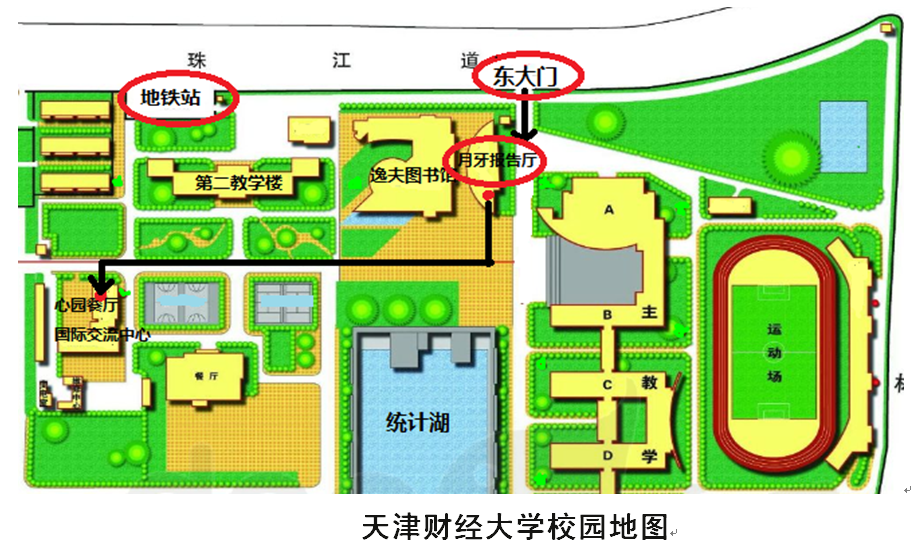 珠 江 道
东大门
地铁站
月牙报告厅
逸夫图书馆
第二教学楼
A
心园餐厅
国际交流中心
B 主
运动场
餐厅
C 教
统计湖
D 学
天津财经大学校园地图